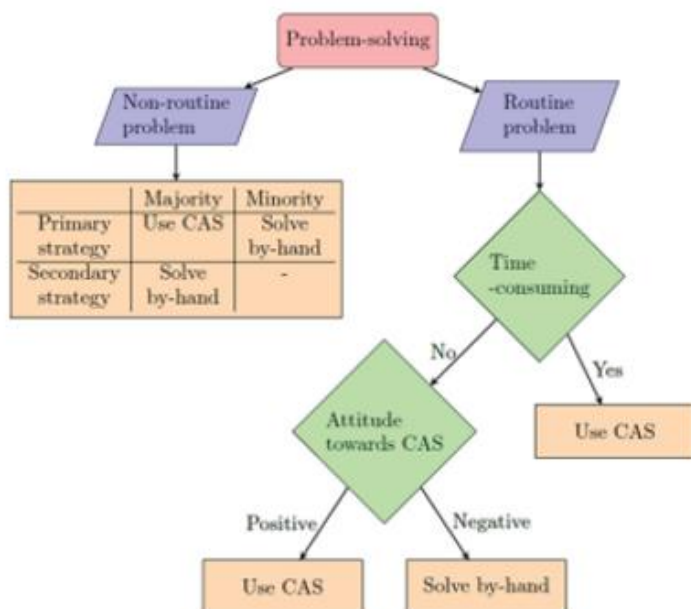 Problem-solving
Non-routine
problem
Routine
problem
Majority Minority
Primary Use CAS Solve
strategy by-hand
Secondary Solve -
strategy by-hand
Time
-consuming
No
Yes
Attitude
towards CAS
Use CAS
Positive
Negative
Use CAS
Solve by-hand